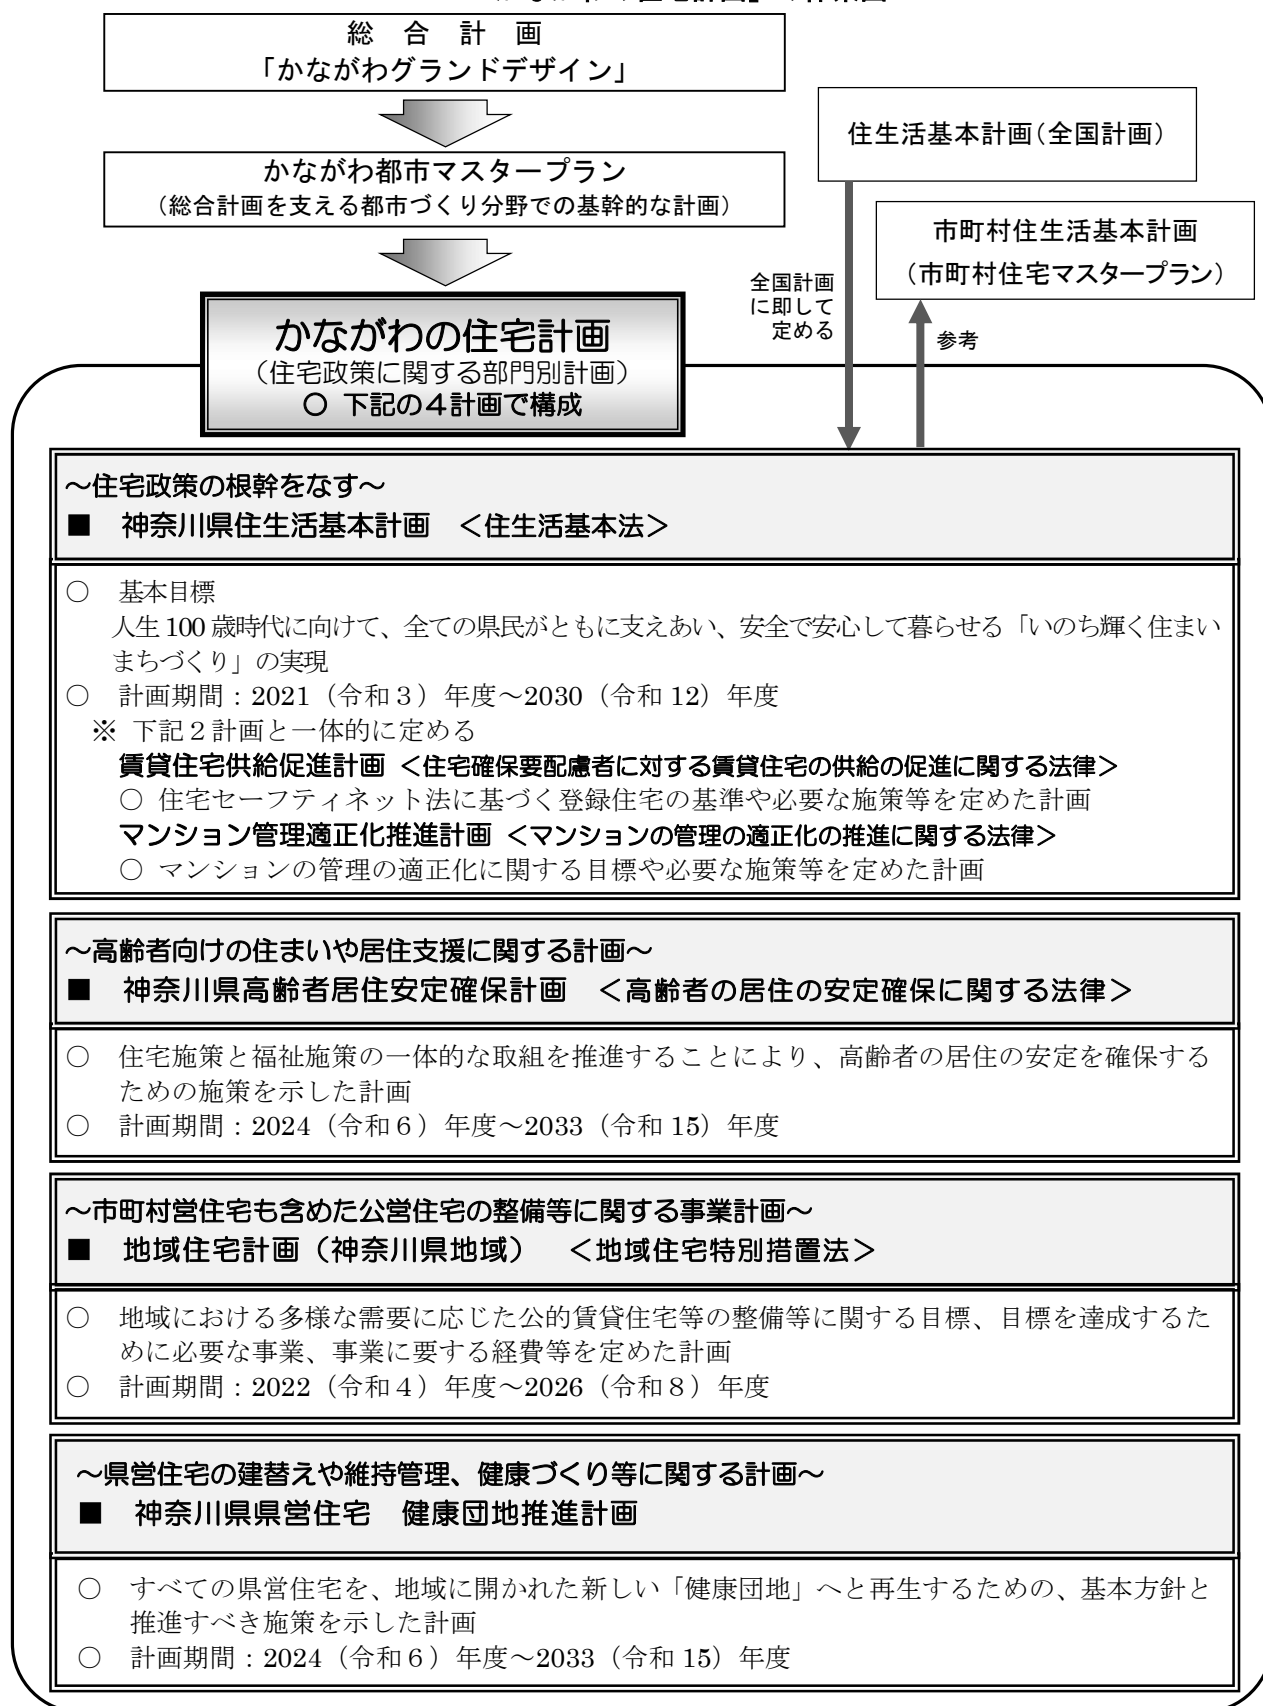 総 合 計 画
「かながわグランドデザイン」
かながわ都市マスタープラン
（総合計画を支える都市づくり分野での基幹的な計画）
住生活基本計画（全国計画）
市町村住生活基本計画
（市町村住宅マスタープラン）
全国計画
に即して
定める
参考
かながわの住宅計画
（住宅政策に関する部門別計画）
○ 下記の４計画で構成
～住宅政策の根幹をなす～
■ 神奈川県住生活基本計画 ＜住生活基本法＞
○ 基本目標
人生 100 歳時代に向けて、全ての県民がともに支えあい、安全で安心して暮らせる「いのち輝く住まい
まちづくり」の実現
○ 計画期間：2021（令和３）年度～2030（令和 12）年度
※ 下記２計画と一体的に定める
賃貸住宅供給促進計画 ＜住宅確保要配慮者に対する賃貸住宅の供給の促進に関する法律＞
○ 住宅セーフティネット法に基づく登録住宅の基準や必要な施策等を定めた計画
マンション管理適正化推進計画 ＜マンションの管理の適正化の推進に関する法律＞
○ マンションの管理の適正化に関する目標や必要な施策等を定めた計画
～高齢者向けの住まいや居住支援に関する計画～
■ 神奈川県高齢者居住安定確保計画 ＜高齢者の居住の安定確保に関する法律＞
○ 住宅施策と福祉施策の一体的な取組を推進することにより、高齢者の居住の安定を確保する
ための施策を示した計画
○ 計画期間：2024（令和６）年度～2033（令和 15）年度
～市町村営住宅も含めた公営住宅の整備等に関する事業計画～
■ 地域住宅計画（神奈川県地域） ＜地域住宅特別措置法＞
○ 地域における多様な需要に応じた公的賃貸住宅等の整備等に関する目標、目標を達成するた
めに必要な事業、事業に要する経費等を定めた計画
○ 計画期間：2022（令和４）年度～2026（令和８）年度
～県営住宅の建替えや維持管理、健康づくり等に関する計画～
■ 神奈川県県営住宅 健康団地推進計画
○ すべての県営住宅を、地域に開かれた新しい「健康団地」へと再生するための、基本方針と
推進すべき施策を示した計画
○ 計画期間：2024（令和６）年度～2033（令和 15）年度